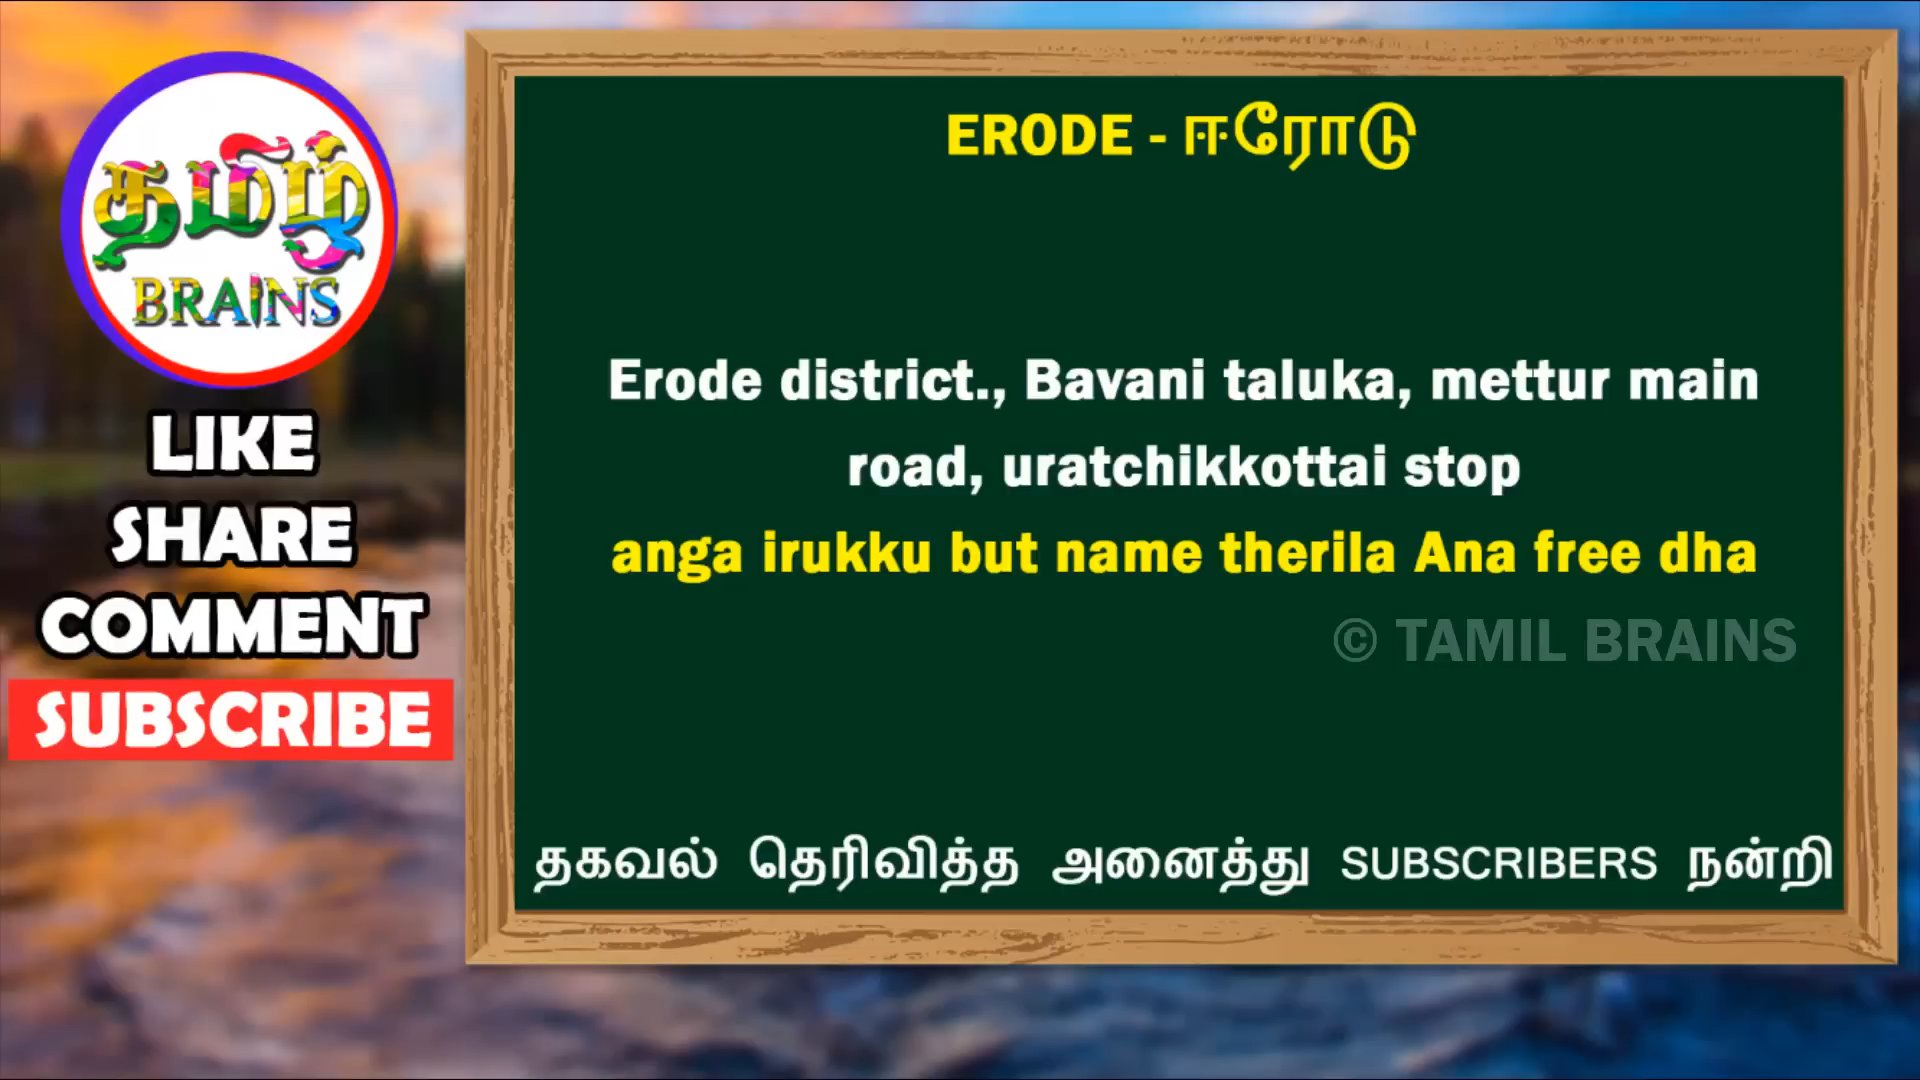 தமிழ்
BRAINS
LIKE
SHARE
COMMENT
SUBSCRIBE
ERODE - ஈரோடு
Erode district., Bavani taluka, mettur main
road, uratchikkottai stop
anga irukku but name therila Ana free dha
© TAMIL BRAINS
தகவல் தெரிவித்த அனைத்து SUBSCRIBERS நன்றி